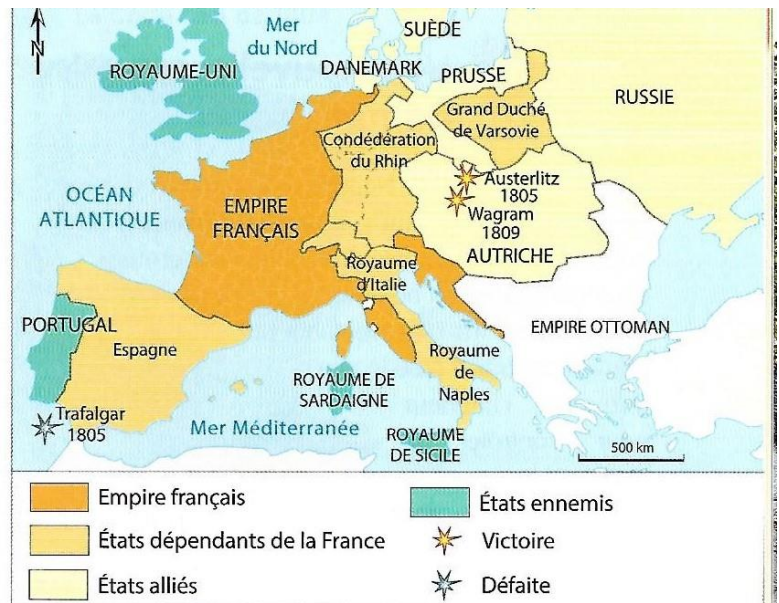 N
Mer
du Nord
SUÈDE
ROYAUME-UNI
DANEMARK
PRUSSE
RUSSIE
Grand Duché
de Varsovie
Condédération
du Rhin
OCÉAN
ATLANTIQUE
EMPIRE
FRANÇAIS
Austerlitz
1805
Wagram
1809
AUTRICHE
Royaume
d'Italie
PORTUGAL
Espagne
EMPIRE OTTOMAN
ROYAUME DE
SARDAIGNE
Royaume
de
Naples
Trafalgar
1805
Mer Méditerranée
ROYAUME
DE SICILE
500 km
Empire français
États ennemis
États dépendants de la France
Victoire
États alliés
Défaite